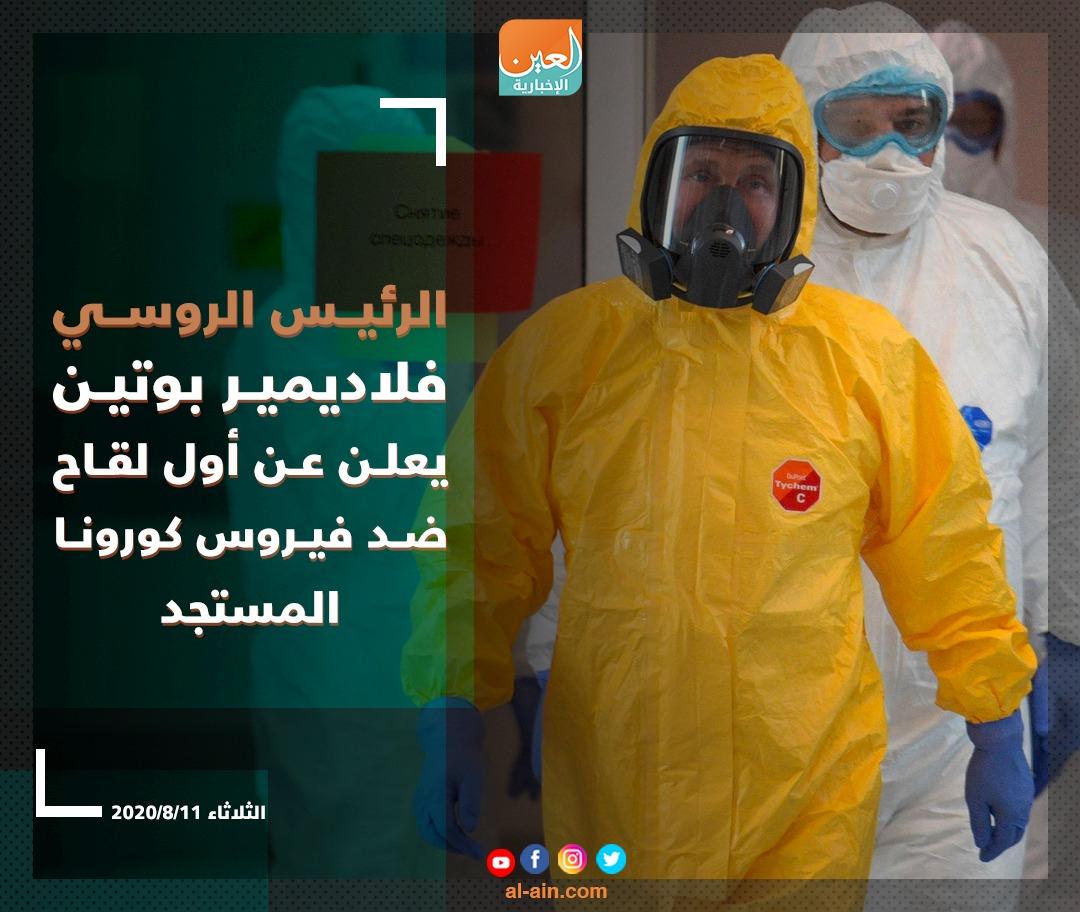 العين
الإخبارية
Снятие
спецодежды
الرئيس الروسي
فلاديمير بوتين
يعلن عن أول لقاح
ضد فيروس كورونا
المستجد
DuPont
Tychem
C
الثلاثاء 2020/8/11
al-ain.com